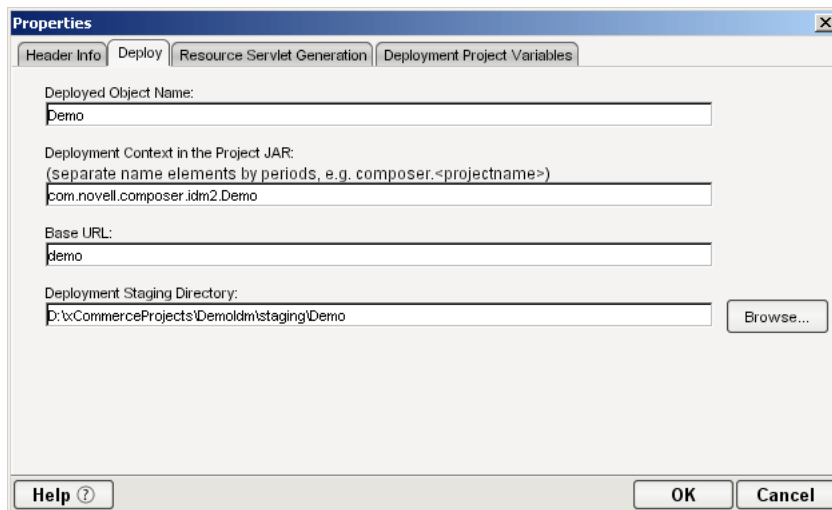 Properties
Header Info Deploy Resource Servlet Generation Deployment Project Variables
Deployed Object Name:
Demo
Deployment Context in the Project JAR:
(separate name elements by periods, e.g. composer.<projectname>)
com.novell.composer.idm2.Demo
Base URL:
demo
Deployment Staging Directory:
D:\xCommerceProjects\DemoIdm\staging\Demo
Browse...
Help ?
OK Cancel